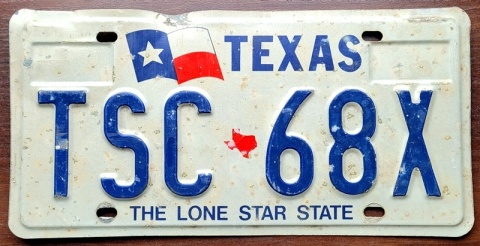 TEXAS
TSC 68X
THE LONE STAR STATE